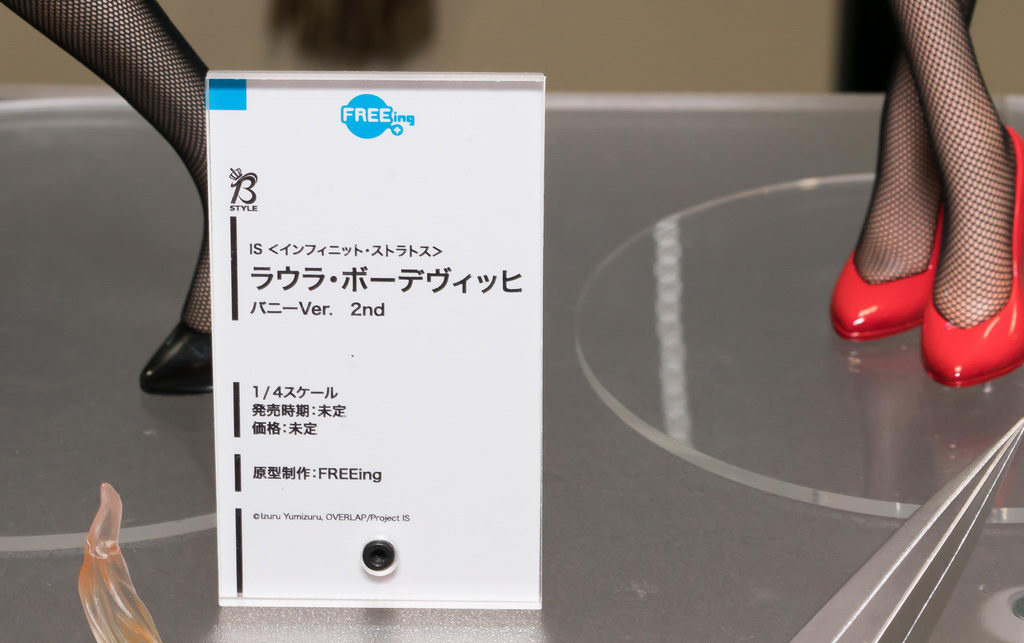 FREEing
B
STYLE
IS <インフィニット・ストラトス>
ラウラ・ボーデヴィッヒ
バニーVer. 2nd
1/4スケール
発売時期：未定
価格：未定
原型制作：FREEing
©Izuru Yumizuru, OVERLAP/Project IS